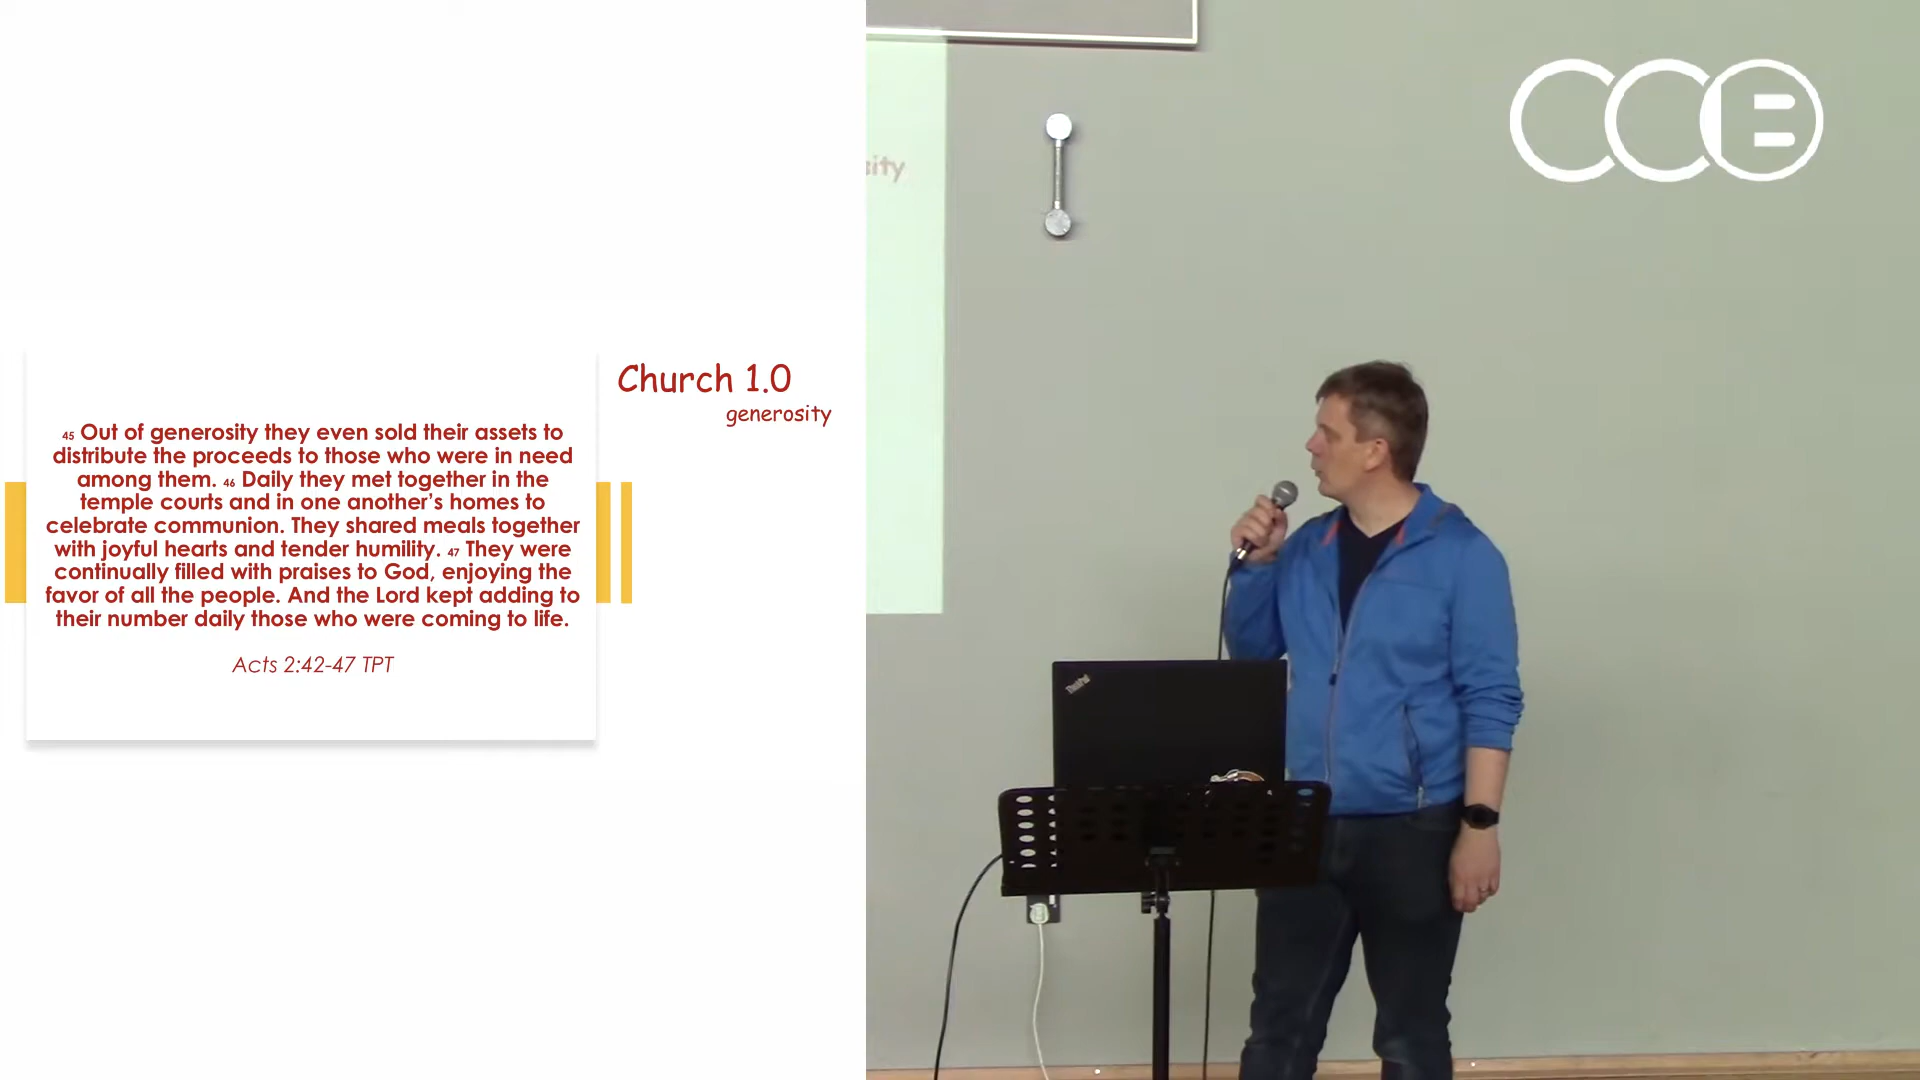 Church 1.0
generosity
45 Out of generosity they even sold their assets to
distribute the proceeds to those who were in need
among them. 46 Daily they met together in the
temple courts and in one another’s homes to
celebrate communion. They shared meals together
with joyful hearts and tender humility. 47 They were
continually filled with praises to God, enjoying the
favor of all the people. And the Lord kept adding to
their number daily those who were coming to life.
Acts 2:42-47 TPT
sity
CCB
ThinkPad